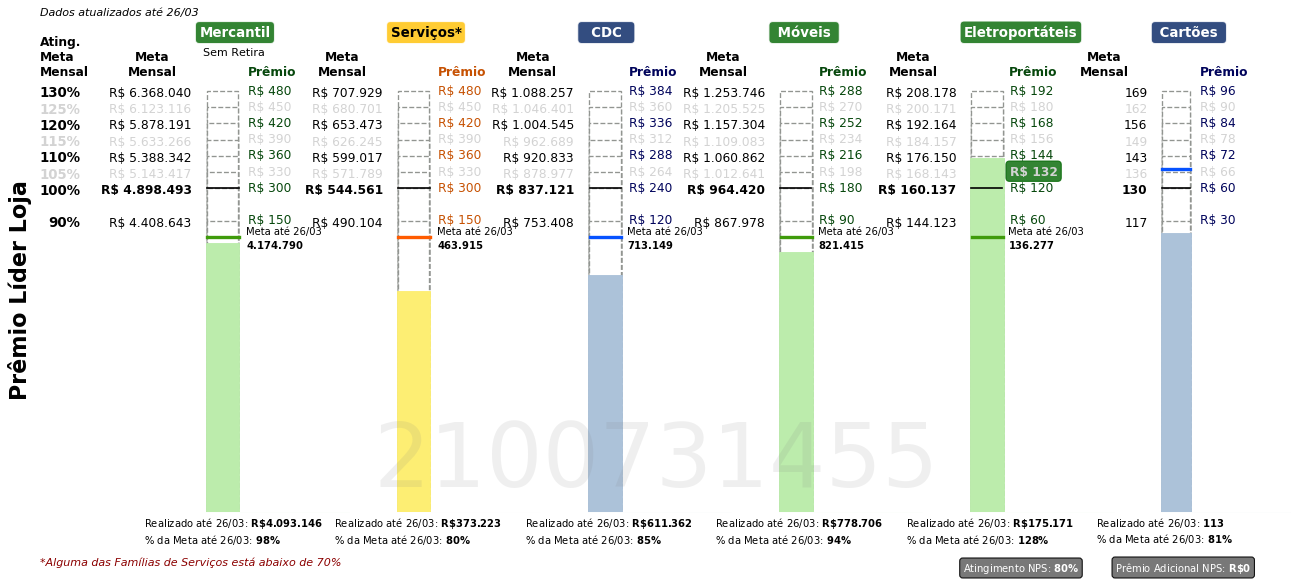 Dados atualizados até 26/03
Mercantil Serviços* CDC Móveis Eletroportáteis Cartões
Sem Retira
Ating. Meta Mensal
Meta Mensal Prêmio Meta Mensal Prêmio Meta Mensal Prêmio Meta Mensal Prêmio Meta Mensal Prêmio Meta Mensal Prêmio
130% R$ 6.368.040 R$ 480 R$ 707.929 R$ 480 R$ 1.088.257 R$ 384 R$ 1.253.746 R$ 288 R$ 208.178 R$ 192 169 R$ 96
125% R$ 6.123.116 R$ 450 R$ 680.701 R$ 450 R$ 1.046.401 R$ 360 R$ 1.205.525 R$ 270 R$ 200.171 R$ 180 162 R$ 90
120% R$ 5.878.191 R$ 420 R$ 653.473 R$ 420 R$ 1.004.545 R$ 336 R$ 1.157.304 R$ 252 R$ 192.164 R$ 168 156 R$ 84
115% R$ 5.633.266 R$ 390 R$ 626.245 R$ 390 R$ 962.689 R$ 312 R$ 1.109.083 R$ 234 R$ 184.157 R$ 156 149 R$ 78
110% R$ 5.388.342 R$ 360 R$ 599.017 R$ 360 R$ 920.833 R$ 288 R$ 1.060.862 R$ 216 R$ 176.150 R$ 144 143 R$ 72
105% R$ 5.143.417 R$ 330 R$ 571.789 R$ 330 R$ 878.977 R$ 264 R$ 1.012.641 R$ 198 R$ 168.143 R$ 132 136 R$ 66
100% R$ 4.898.493 R$ 300 R$ 544.561 R$ 300 R$ 837.121 R$ 240 R$ 964.420 R$ 180 R$ 160.137 R$ 120 130 R$ 60
90% R$ 4.408.643 R$ 150 R$ 490.104 R$ 150 R$ 753.408 R$ 120 R$ 867.978 R$ 90 R$ 144.123 R$ 60 117 R$ 30
Meta até 26/03 Meta até 26/03 Meta até 26/03 Meta até 26/03 Meta até 26/03
4.174.790 463.915 713.149 821.415 136.277
Prêmio Líder Loja
2100731455
Realizado até 26/03: R$4.093.146 Realizado até 26/03: R$373.223 Realizado até 26/03: R$611.362 Realizado até 26/03: R$778.706 Realizado até 26/03: R$175.171 Realizado até 26/03: 113
% da Meta até 26/03: 98% % da Meta até 26/03: 80% % da Meta até 26/03: 85% % da Meta até 26/03: 94% % da Meta até 26/03: 128% % da Meta até 26/03: 81%
*Alguma das Famílias de Serviços está abaixo de 70%
Atingimento NPS: 80% Prêmio Adicional NPS: R$0